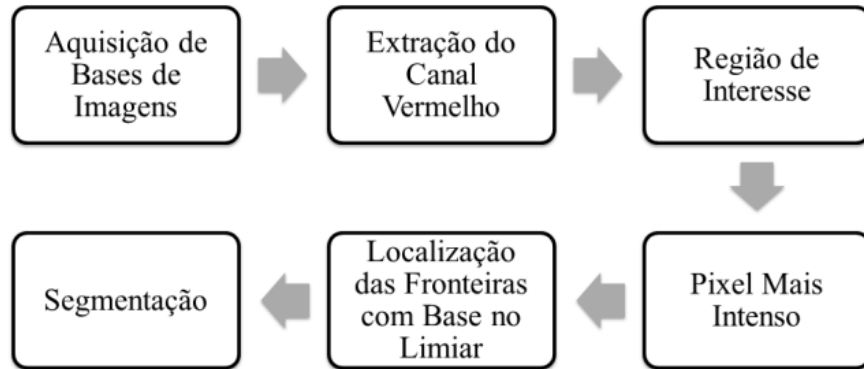 Aquisição de
Bases de
Imagens
Extração do
Canal
Vermelho
Região de
Interesse
Pixel Mais
Intenso
Localização
das Fronteiras
com Base no
Limiar
Segmentação